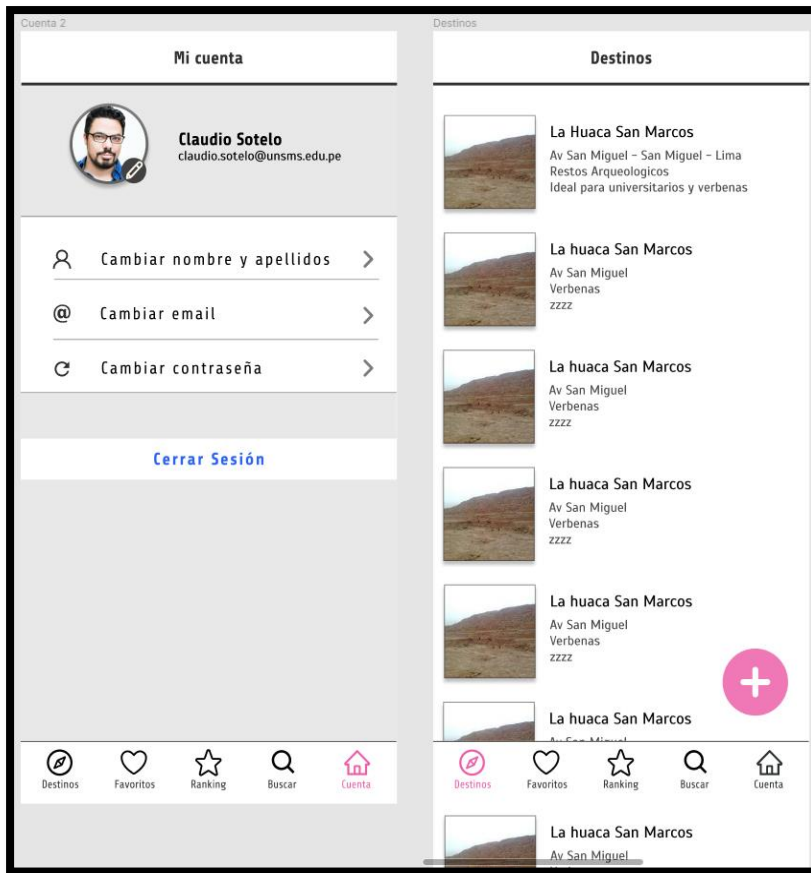 Cuenta 2
Mi cuenta
Claudio Sotelo
claudio.sotelo@unsms.edu.pe
Cambiar nombre y apellidos
@ Cambiar email
Cambiar contraseña
Cerrar Sesión
Destinos
Favoritos
Ranking
Buscar
Cuenta
Destinos
Destinos
La Huaca San Marcos
Av San Miguel – San Miguel – Lima
Restos Arqueologicos
Ideal para universitarios y verbenas
La huaca San Marcos
Av San Miguel
Verbenas
zzzz
La huaca San Marcos
Av San Miguel
Verbenas
zzzz
La huaca San Marcos
Av San Miguel
Verbenas
zzzz
La huaca San Marcos
Av San Miguel
Verbenas
zzzz
La huaca San Marcos
Av San Miguel
Destinos
Favoritos
Ranking
Buscar
Cuenta
La huaca San Marcos
Av San Miguel